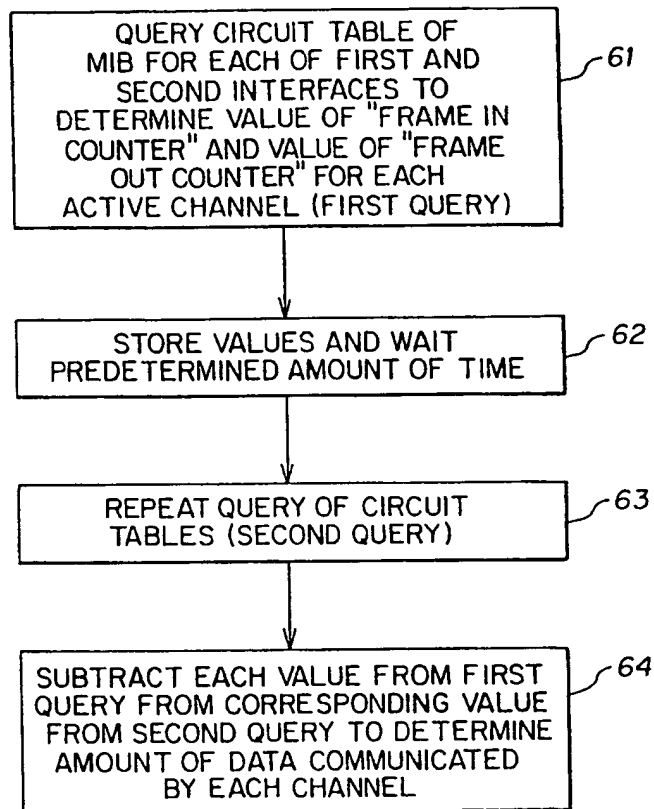 QUERY CIRCUIT TABLE OF
MIB FOR EACH OF FIRST AND
SECOND INTERFACES TO
DETERMINE VALUE OF "FRAME IN
COUNTER" AND VALUE OF "FRAME
OUT COUNTER" FOR EACH
ACTIVE CHANNEL (FIRST QUERY)
61
STORE VALUES AND WAIT
PREDETERMINED AMOUNT OF TIME
62
REPEAT QUERY OF CIRCUIT
TABLES (SECOND QUERY)
63
SUBTRACT EACH VALUE FROM FIRST
QUERY FROM CORRESPONDING VALUE
FROM SECOND QUERY TO DETERMINE
AMOUNT OF DATA COMMUNICATED
BY EACH CHANNEL
64